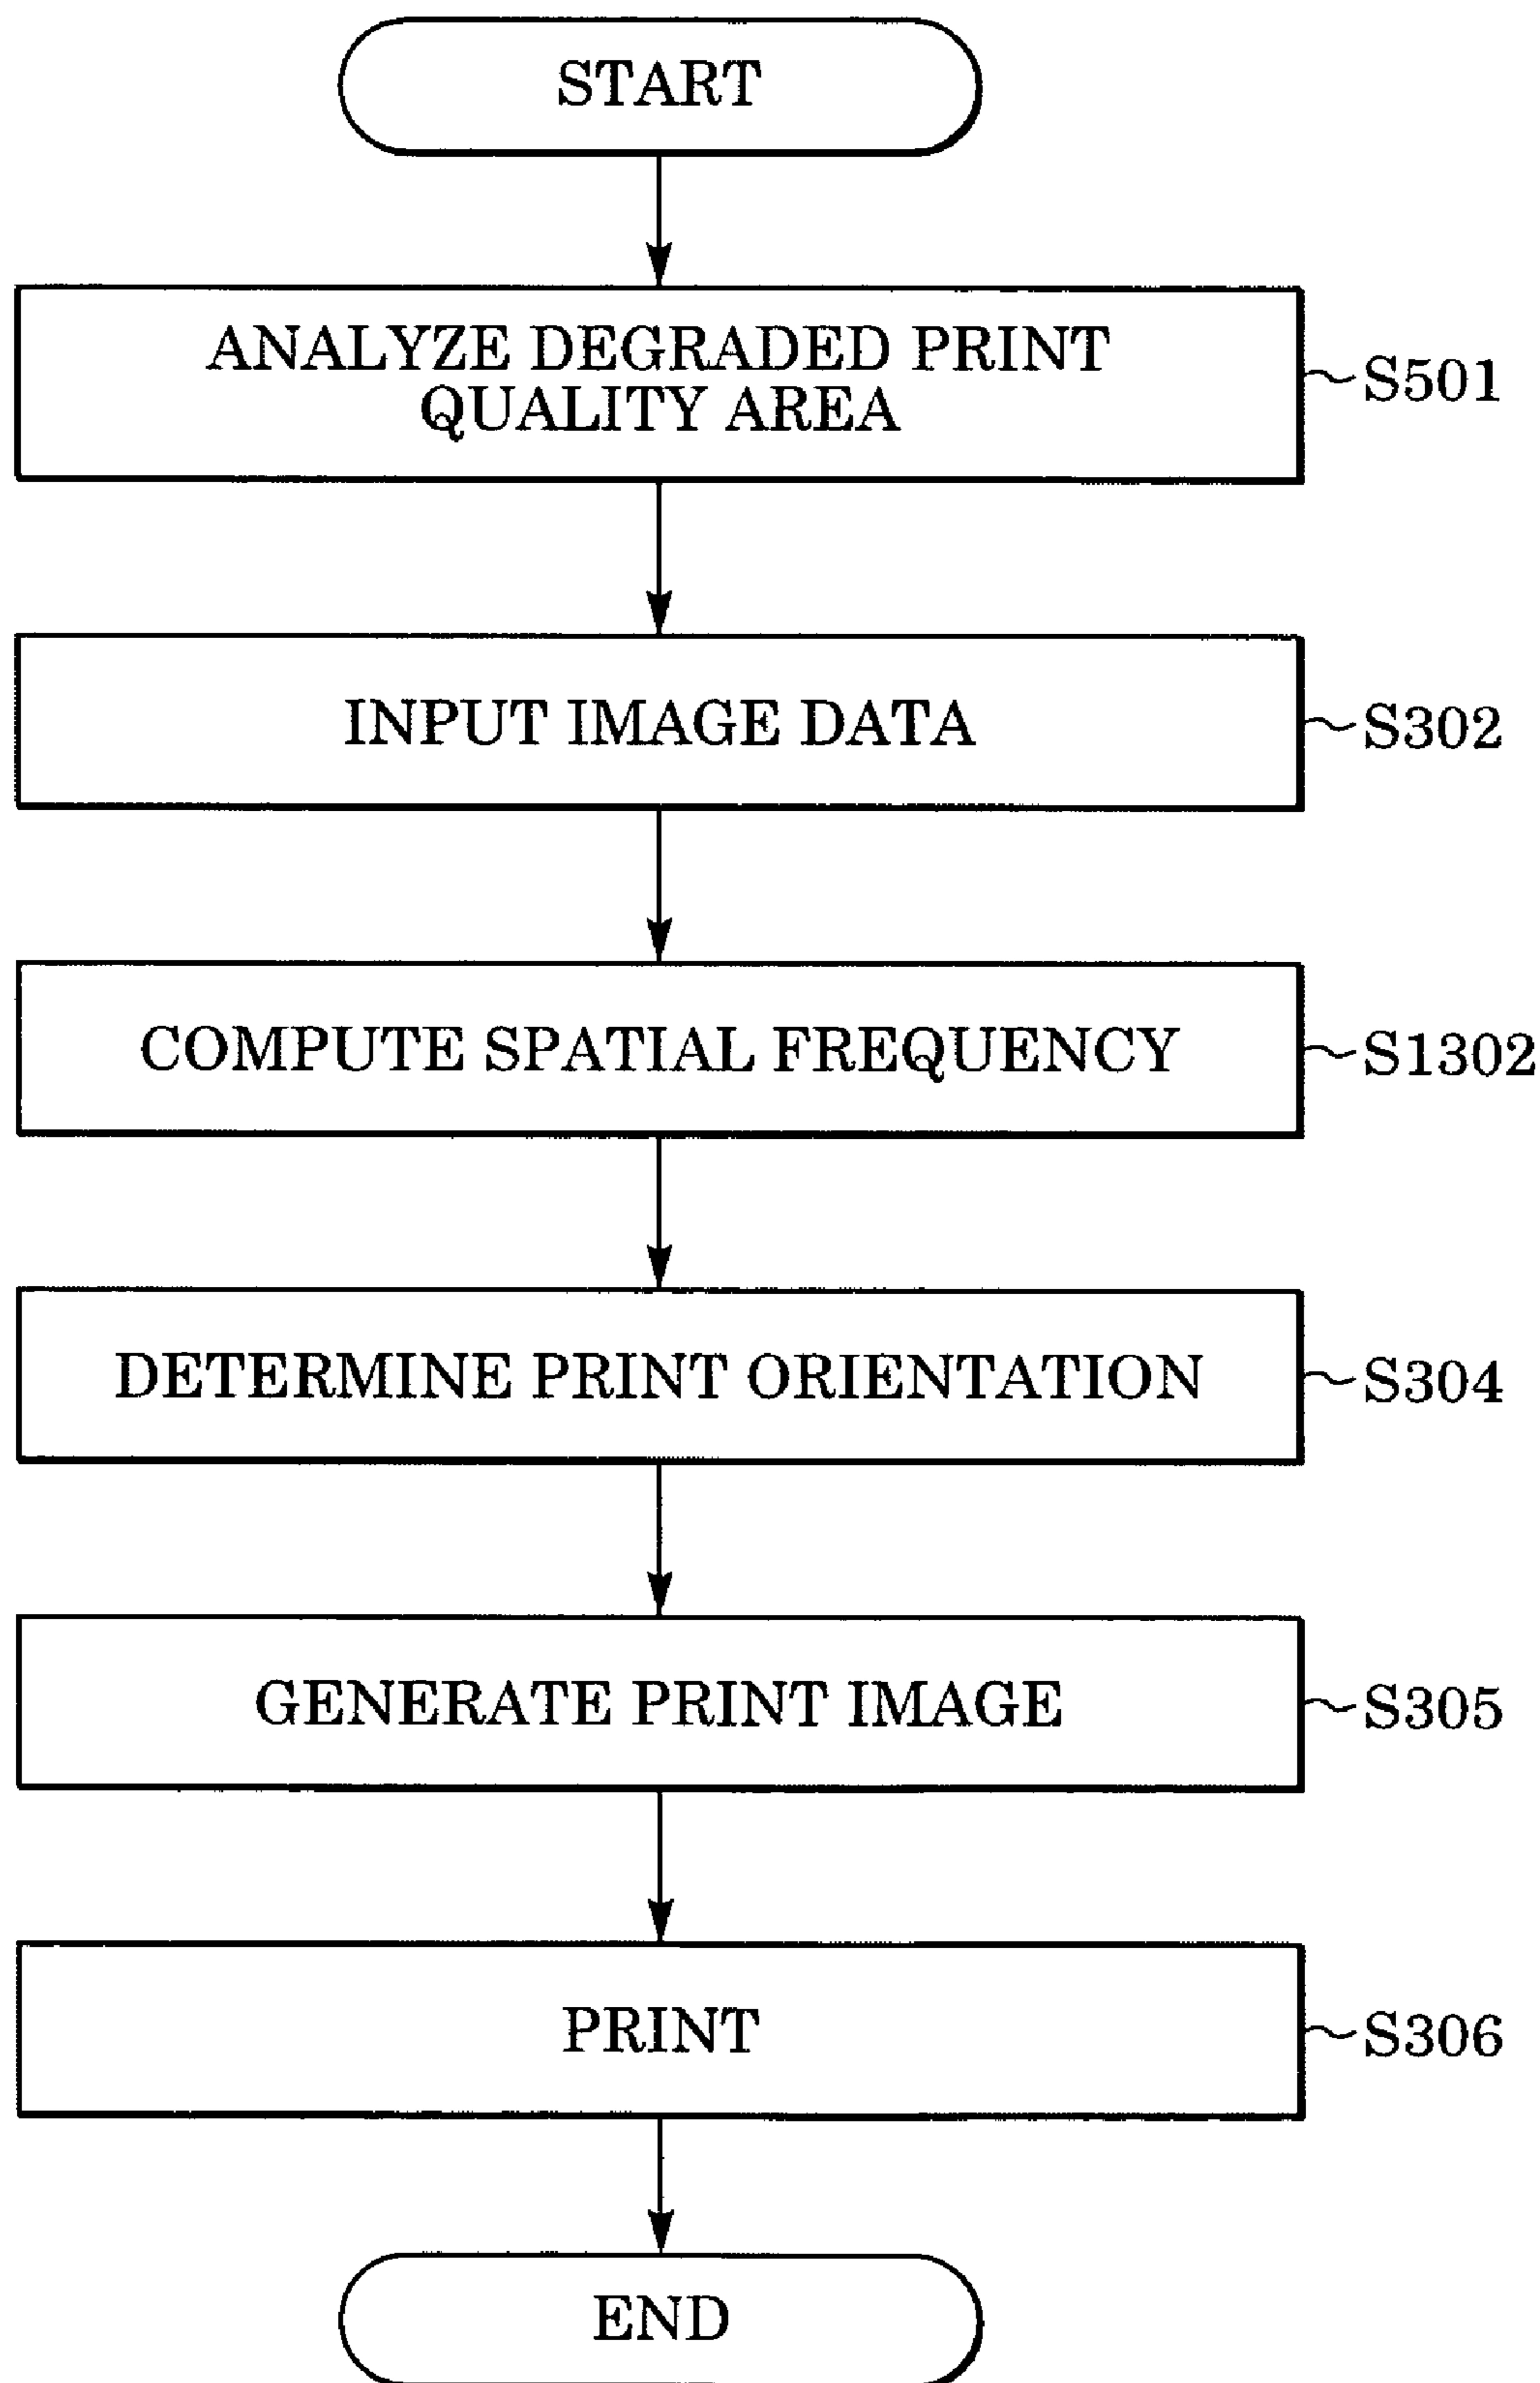 START
ANALYZE DEGRADED PRINT
QUALITY AREA
S501
INPUT IMAGE DATA
S302
COMPUTE SPATIAL FREQUENCY
S1302
DETERMINE PRINT ORIENTATION
S304
GENERATE PRINT IMAGE
S305
PRINT
S306
END